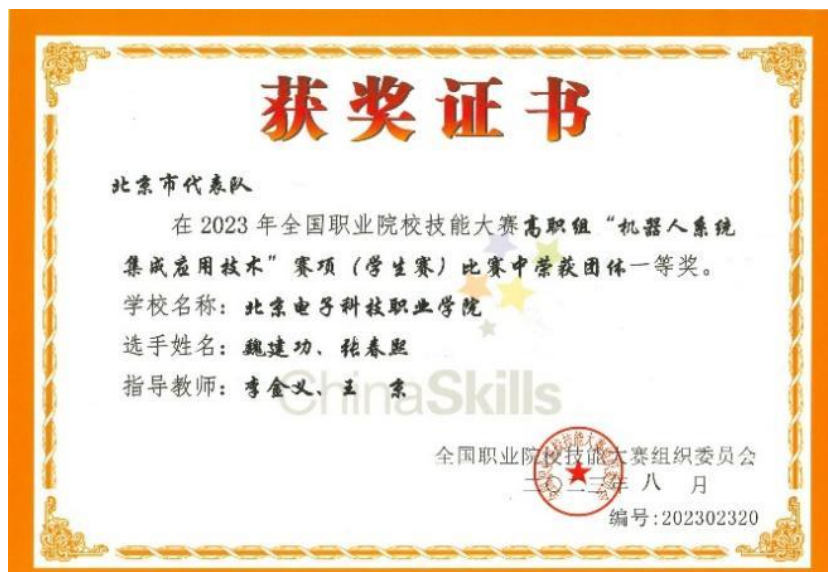 获奖证书
北京市代表队
在 2023 年全国职业院校技能大赛高职组“机器人系统
集成应用技术”赛项（学生赛）比赛中荣获团体一等奖。
学校名称：北京电子科技职业学院
选手姓名：魏建功、张春熙
指导教师：李金义、王 京
ChinaSkills
全国职业院校技能大赛组织委员会
二〇二三年 八 月
编号:202302320